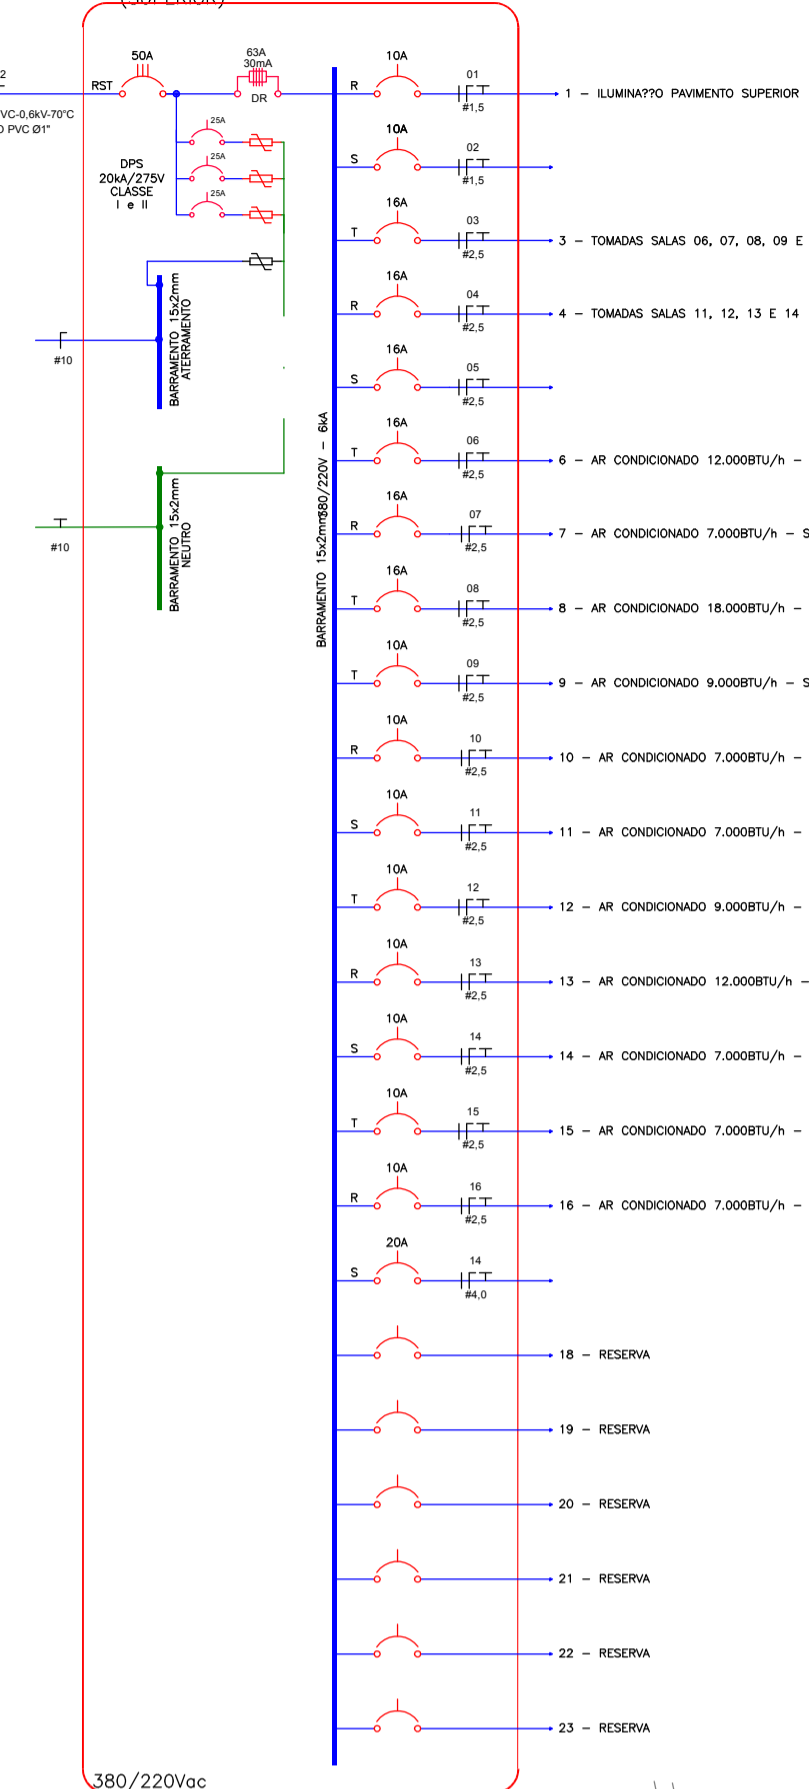 (SUPERIOR)
2
VC-0,6kV-70°C
O PVC Ø1"
RST
50A
63A
30mA
DR
25A
25A
25A
DPS
20kA/275V
CLASSE
I e II
BARRAMENTO 15x2mm
ATERRAMENTO
#10
BARRAMENTO 15x2mm
NEUTRO
#10
BARRAMENTO 15x2mm
380/220V - 6kA
R 10A 01 #1,5 1 - ILUMINA??O PAVIMENTO SUPERIOR
S 10A 02 #1,5
T 16A 03 #2,5 3 - TOMADAS SALAS 06, 07, 08, 09 E
R 16A 04 #2,5 4 - TOMADAS SALAS 11, 12, 13 E 14
S 16A 05 #2,5
T 16A 06 #2,5 6 - AR CONDICIONADO 12.000BTU/h -
R 16A 07 #2,5 7 - AR CONDICIONADO 7.000BTU/h - S
T 16A 08 #2,5 8 - AR CONDICIONADO 18.000BTU/h -
T 10A 09 #2,5 9 - AR CONDICIONADO 9.000BTU/h - S
R 10A 10 #2,5 10 - AR CONDICIONADO 7.000BTU/h -
S 10A 11 #2,5 11 - AR CONDICIONADO 7.000BTU/h -
T 10A 12 #2,5 12 - AR CONDICIONADO 9.000BTU/h -
R 10A 13 #2,5 13 - AR CONDICIONADO 12.000BTU/h -
S 10A 14 #2,5 14 - AR CONDICIONADO 7.000BTU/h -
T 10A 15 #2,5 15 - AR CONDICIONADO 7.000BTU/h -
R 10A 16 #2,5 16 - AR CONDICIONADO 7.000BTU/h -
S 20A 14 #4,0
18 - RESERVA
19 - RESERVA
20 - RESERVA
21 - RESERVA
22 - RESERVA
23 - RESERVA
380/220Vac